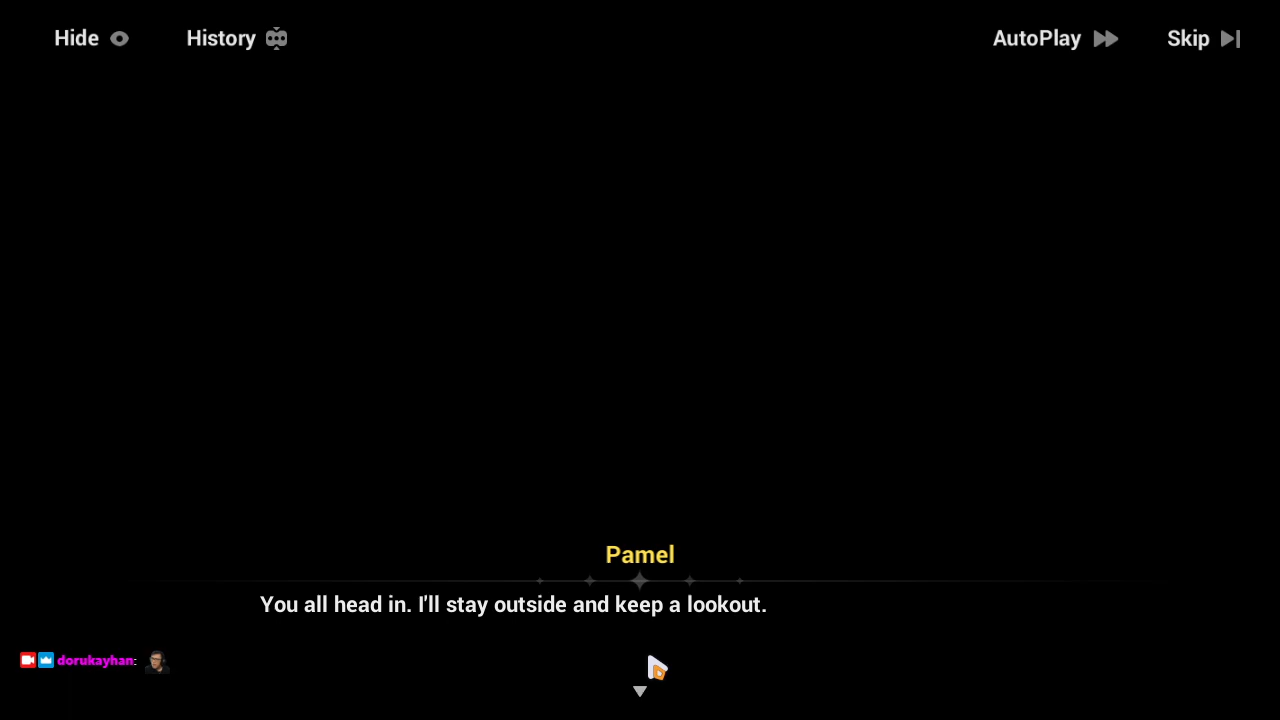 Hide
History
AutoPlay
Skip
Pamel
You all head in. I'll stay outside and keep a lookout.
dorukayhan: